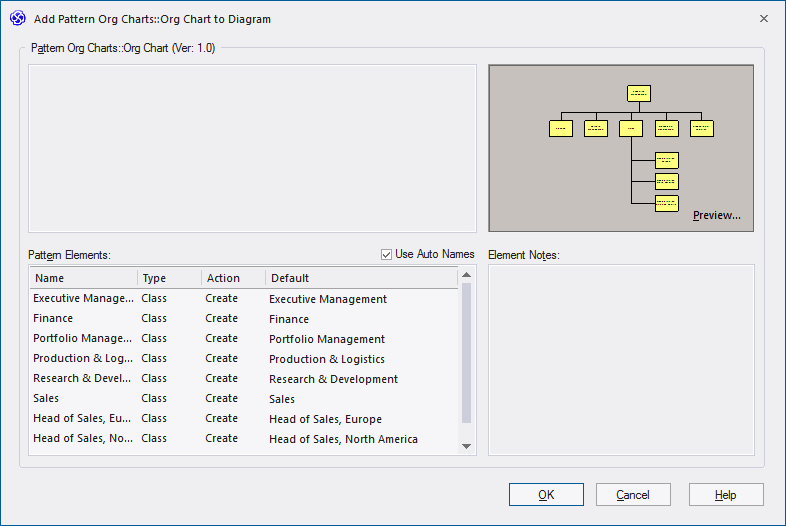 Add Pattern Org Charts::Org Chart to Diagram
Pattern Org Charts::Org Chart (Ver: 1.0)
Preview...
Pattern Elements:
Use Auto Names
Element Notes:
Name Type Action Default
Executive Manage... Class Create Executive Management
Finance Class Create Finance
Portfolio Manage... Class Create Portfolio Management
Production & Log... Class Create Production & Logistics
Research & Devel... Class Create Research & Development
Sales Class Create Sales
Head of Sales, Eu... Class Create Head of Sales, Europe
Head of Sales, No... Class Create Head of Sales, North America
OK Cancel Help